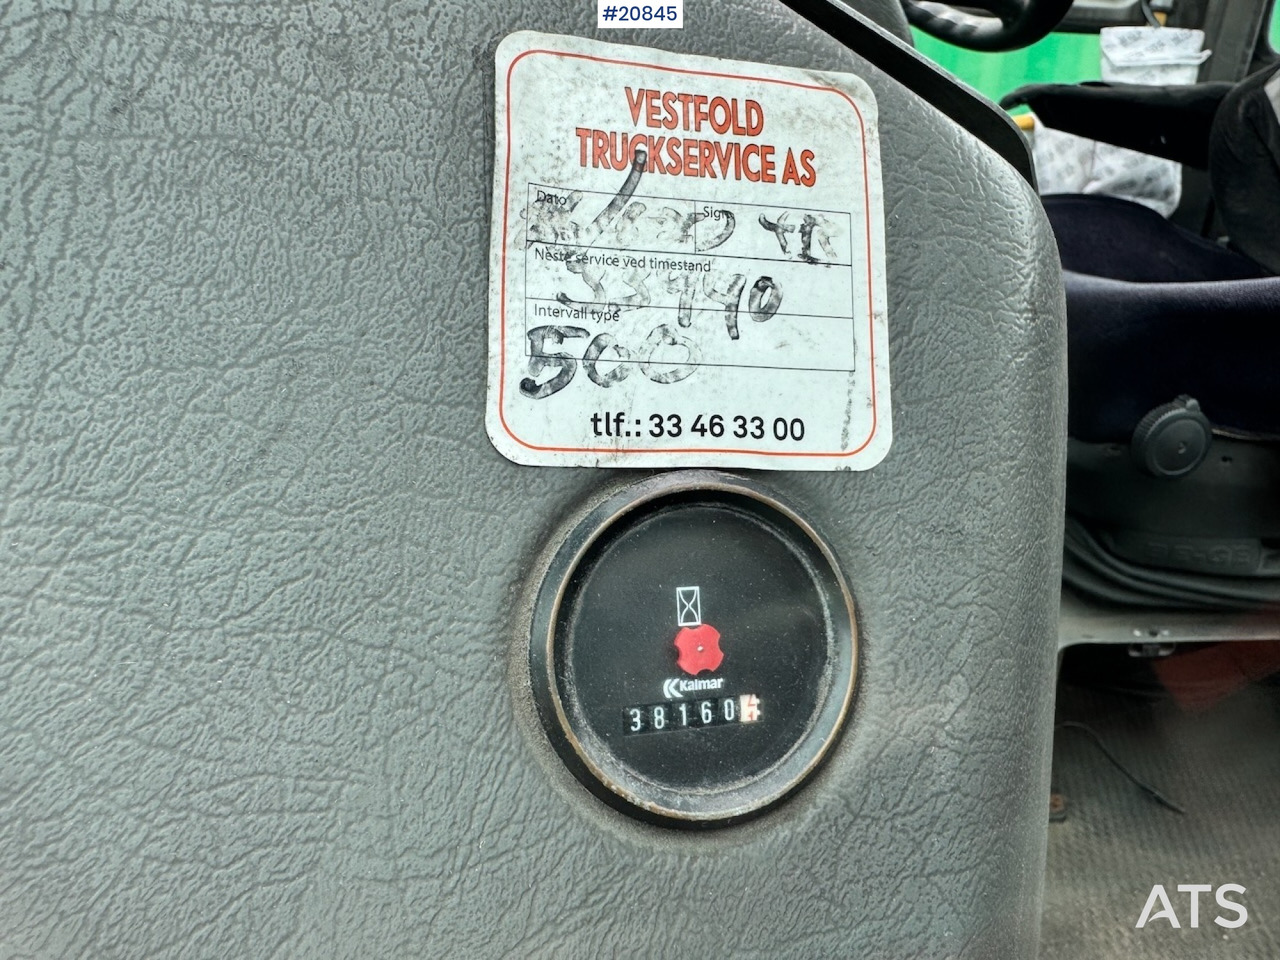 #20845
VESTFOLD
TRUCKSERVICE AS
Dato
Sign
Neste service ved timestand
Intervall type
500
tlf.: 33 46 33 00
Kalmar
38160
ATS